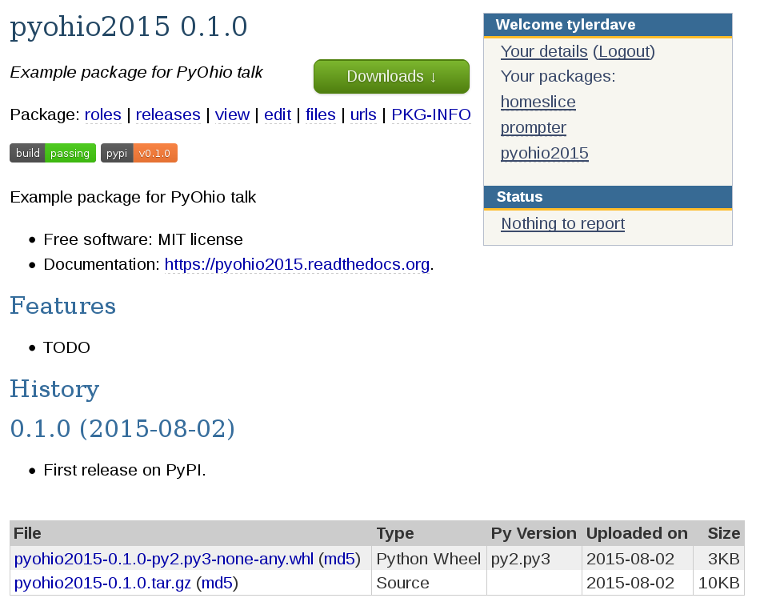 pyohio2015 0.1.0
Example package for PyOhio talk
Downloads ↓
Package: roles | releases | view | edit | files | urls | PKG-INFO
build passing pypi v0.1.0
Example package for PyOhio talk
• Free software: MIT license
• Documentation: https://pyohio2015.readthedocs.org.
Features
• TODO
History
0.1.0 (2015-08-02)
• First release on PyPI.
Welcome tylerdave
Your details (Logout)
Your packages:
homeslice
prompter
pyohio2015
Status
Nothing to report
File Type Py Version Uploaded on Size
pyohio2015-0.1.0-py2.py3-none-any.whl (md5) Python Wheel py2.py3 2015-08-02 3KB
pyohio2015-0.1.0.tar.gz (md5) Source 2015-08-02 10KB